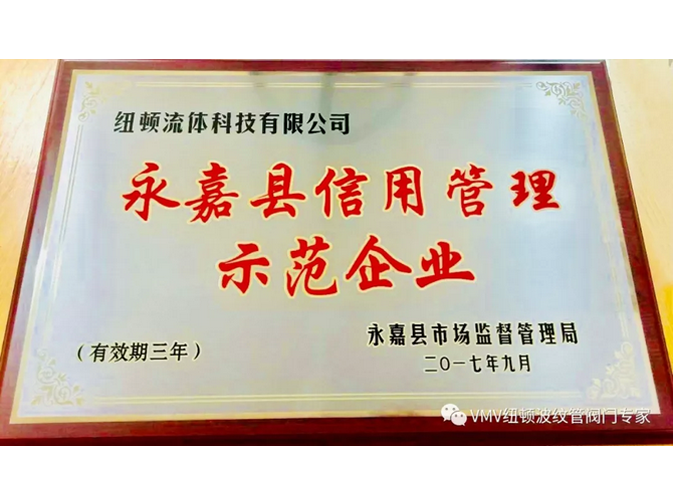 纽顿流体科技有限公司
永嘉县信用管理
示范企业
（有效期三年）
永嘉县市场监督管理局
二〇一七年九月
VMV纽顿波纹管阀门专家